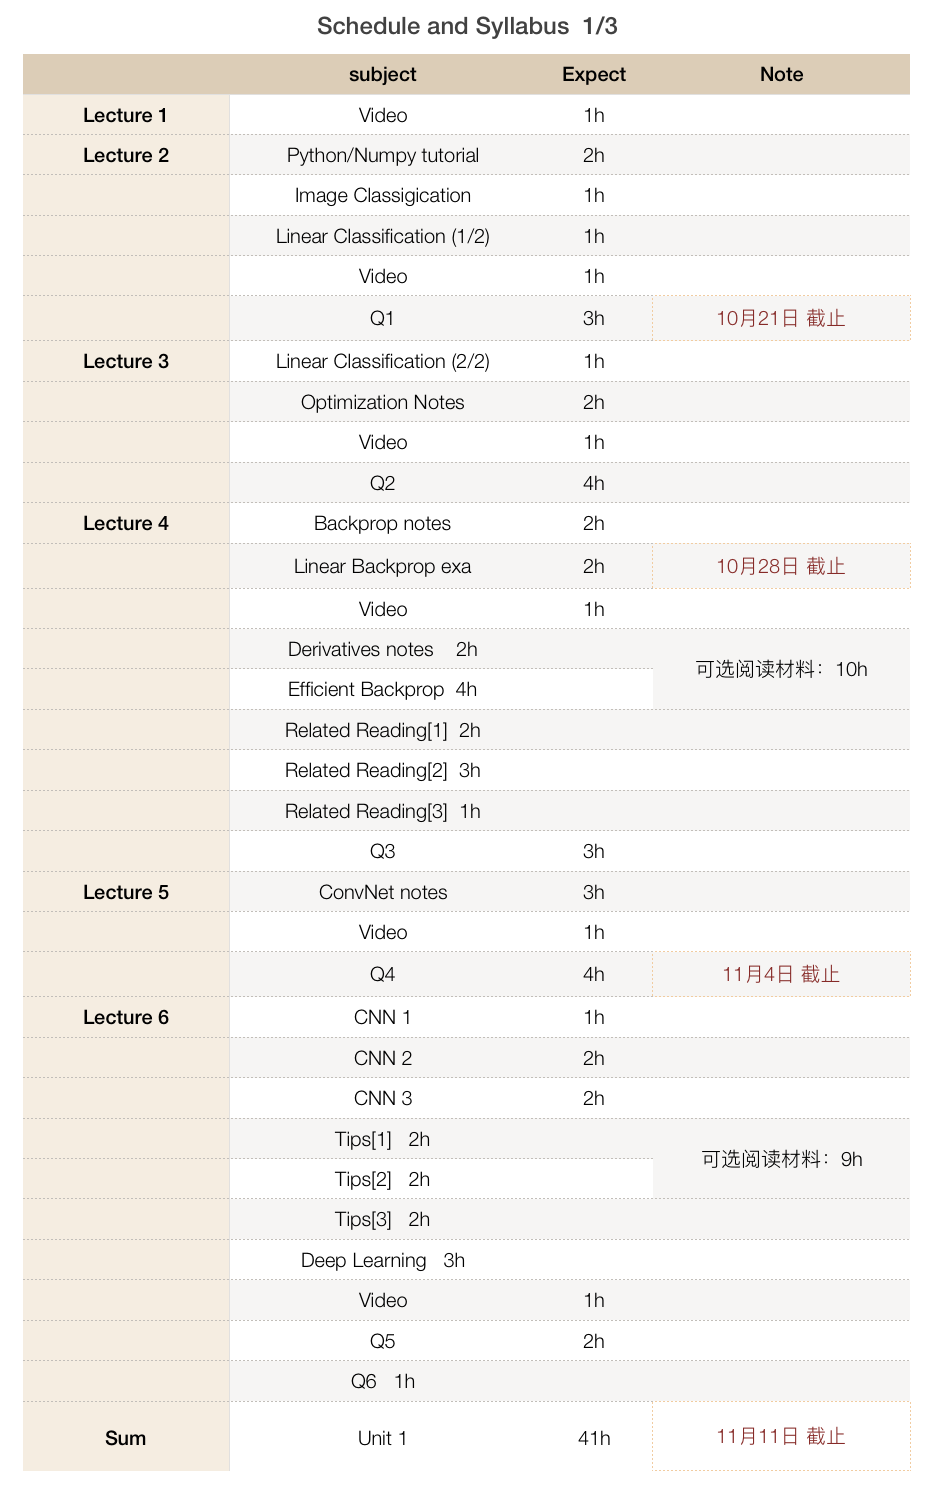 Schedule and Syllabus 1/3
subject Expect Note
Lecture 1 Video 1h
Lecture 2 Python/Numpy tutorial 2h
Image Classigication 1h
Linear Classification (1/2) 1h
Video 1h
Q1 3h 10月21日 截止
Lecture 3 Linear Classification (2/2) 1h
Optimization Notes 2h
Video 1h
Q2 4h
Lecture 4 Backprop notes 2h
Linear Backprop exa 2h 10月28日 截止
Video 1h
Derivatives notes 2h
可选阅读材料：10h
Efficient Backprop 4h
Related Reading[1] 2h
Related Reading[2] 3h
Related Reading[3] 1h
Q3 3h
Lecture 5 ConvNet notes 3h
Video 1h
Q4 4h 11月4日 截止
Lecture 6 CNN 1 1h
CNN 2 2h
CNN 3 2h
Tips[1] 2h
可选阅读材料：9h
Tips[2] 2h
Tips[3] 2h
Deep Learning 3h
Video 1h
Q5 2h
Q6 1h
Sum Unit 1 41h 11月11日 截止